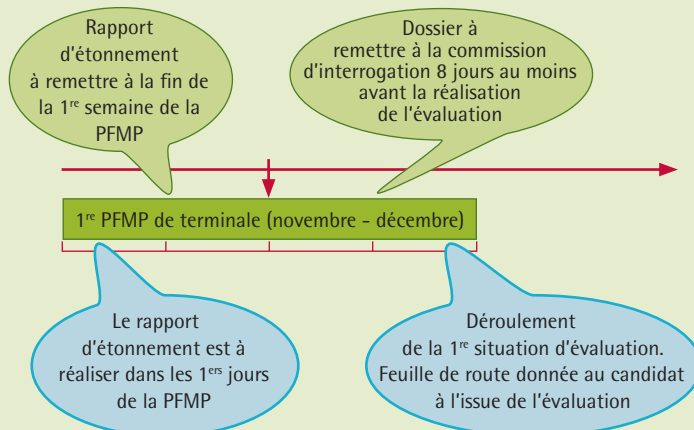 Rapport
d'étonnement
à remettre à la fin de
la 1re semaine de la
PFMP
Dossier à
remettre à la commission
d'interrogation 8 jours au moins
avant la réalisation
de l'évaluation
1re PFMP de terminale (novembre - décembre)
Le rapport
d'étonnement est à
réaliser dans les 1ers jours
de la PFMP
Déroulement
de la 1re situation d'évaluation.
Feuille de route donnée au candidat
à l'issue de l'évaluation